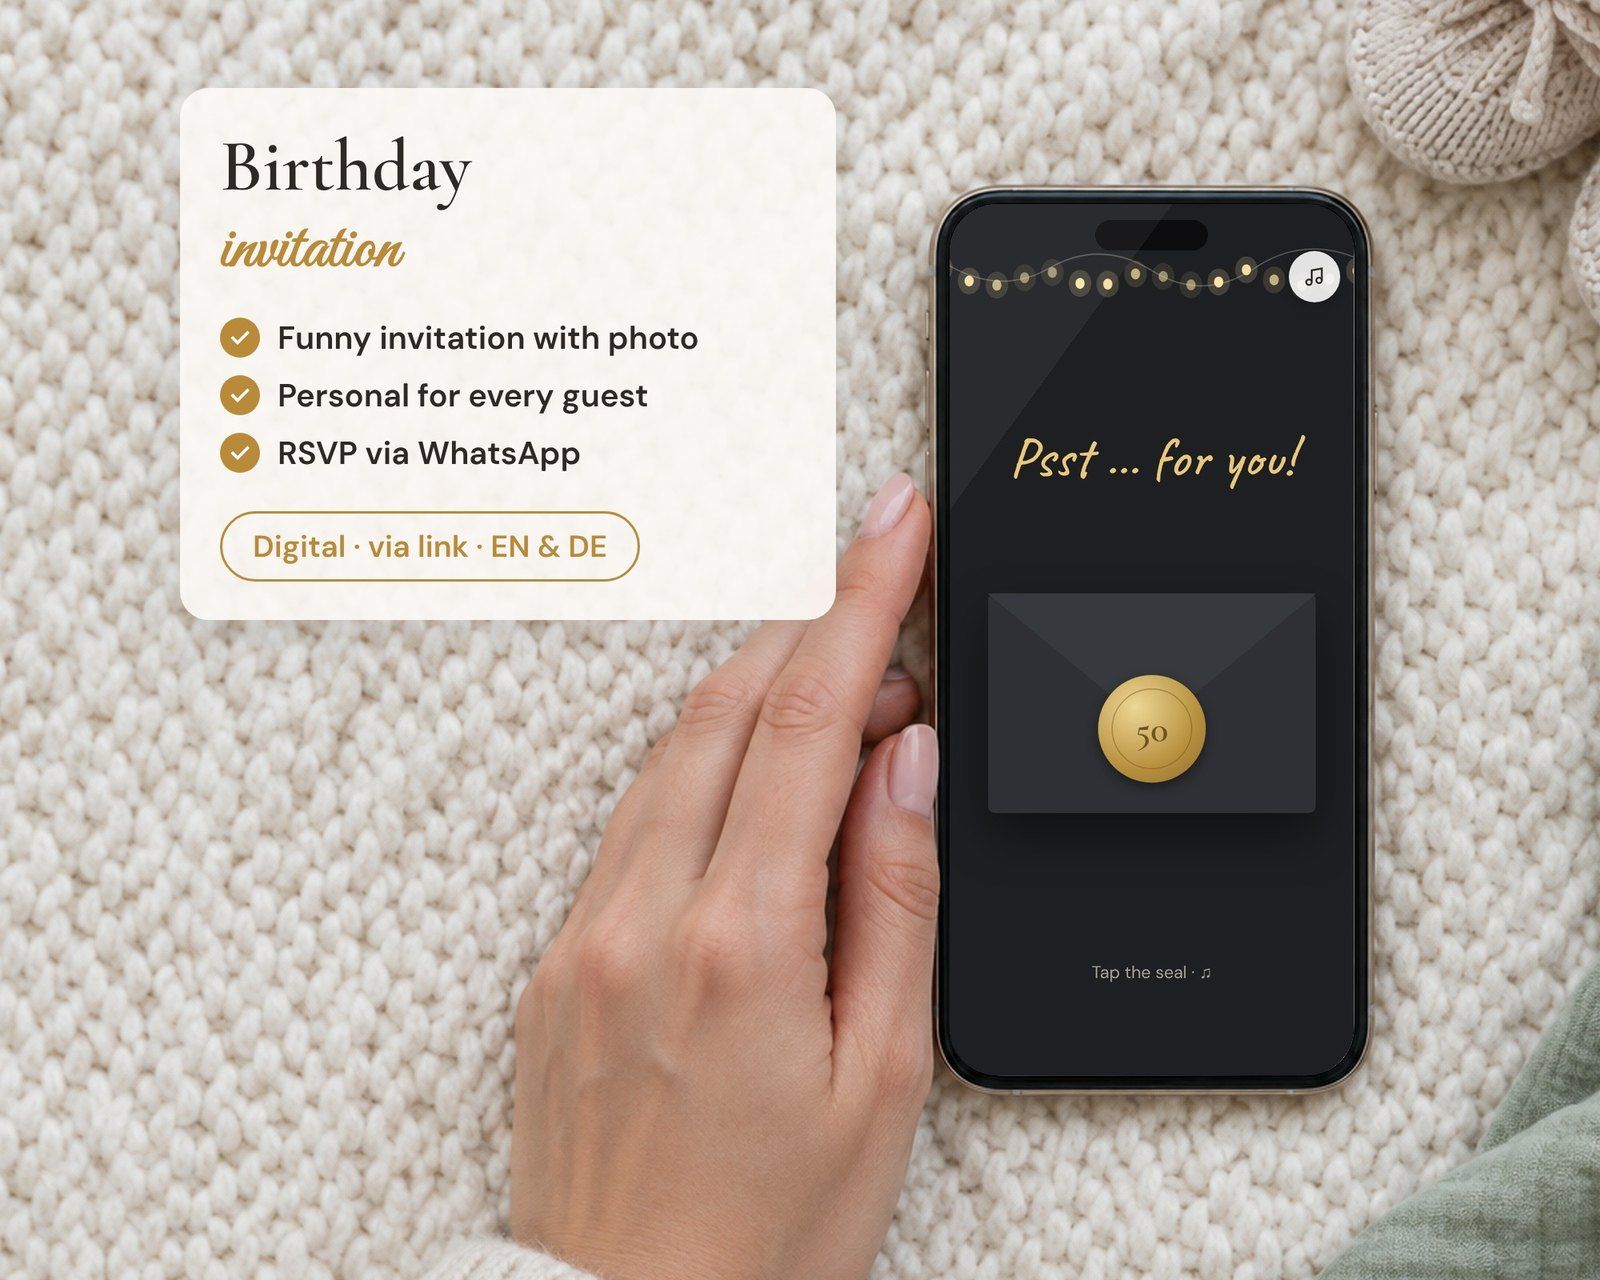 Birthday
invitation
Funny invitation with photo
Personal for every guest
RSVP via WhatsApp
Digital · via link · EN & DE
Psst ... for you!
50
Tap the seal · ♫